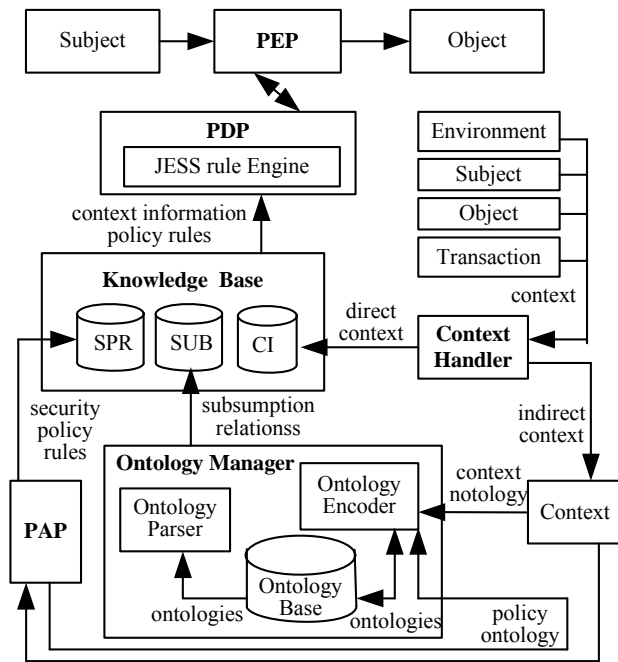 Subject
PEP
Object
PDP
JESS rule Engine
Environment
Subject
Object
Transaction
context
context information
policy rules
Knowledge Base
SPR
SUB
CI
direct
context
Context
Handler
security
policy
rules
subsumption
relationss
indirect
context
Ontology Manager
Ontology
Parser
Ontology
Encoder
context
notology
Context
PAP
Ontology
Base
ontologies
ontologies
policy
ontology